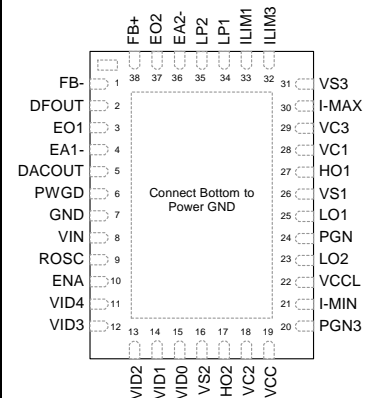 FB+ EO2 EA2- LP2 LP1 ILIM1 ILIM3
38 37 36 35 34 33 32
FB- 1
DFOUT 2
EO1 3
EA1- 4
DACOUT 5
PWGD 6
GND 7
VIN 8
ROSC 9
ENA 10
VID4 11
VID3 12
Connect Bottom to
Power GND
31 VS3
30 I-MAX
29 VC3
28 VC1
27 HO1
26 VS1
25 LO1
24 PGN
23 LO2
22 VCCL
21 I-MIN
20 PGN3
13 14 15 16 17 18 19
VID2 VID1 VID0 VS2 HO2 VC2 VCC